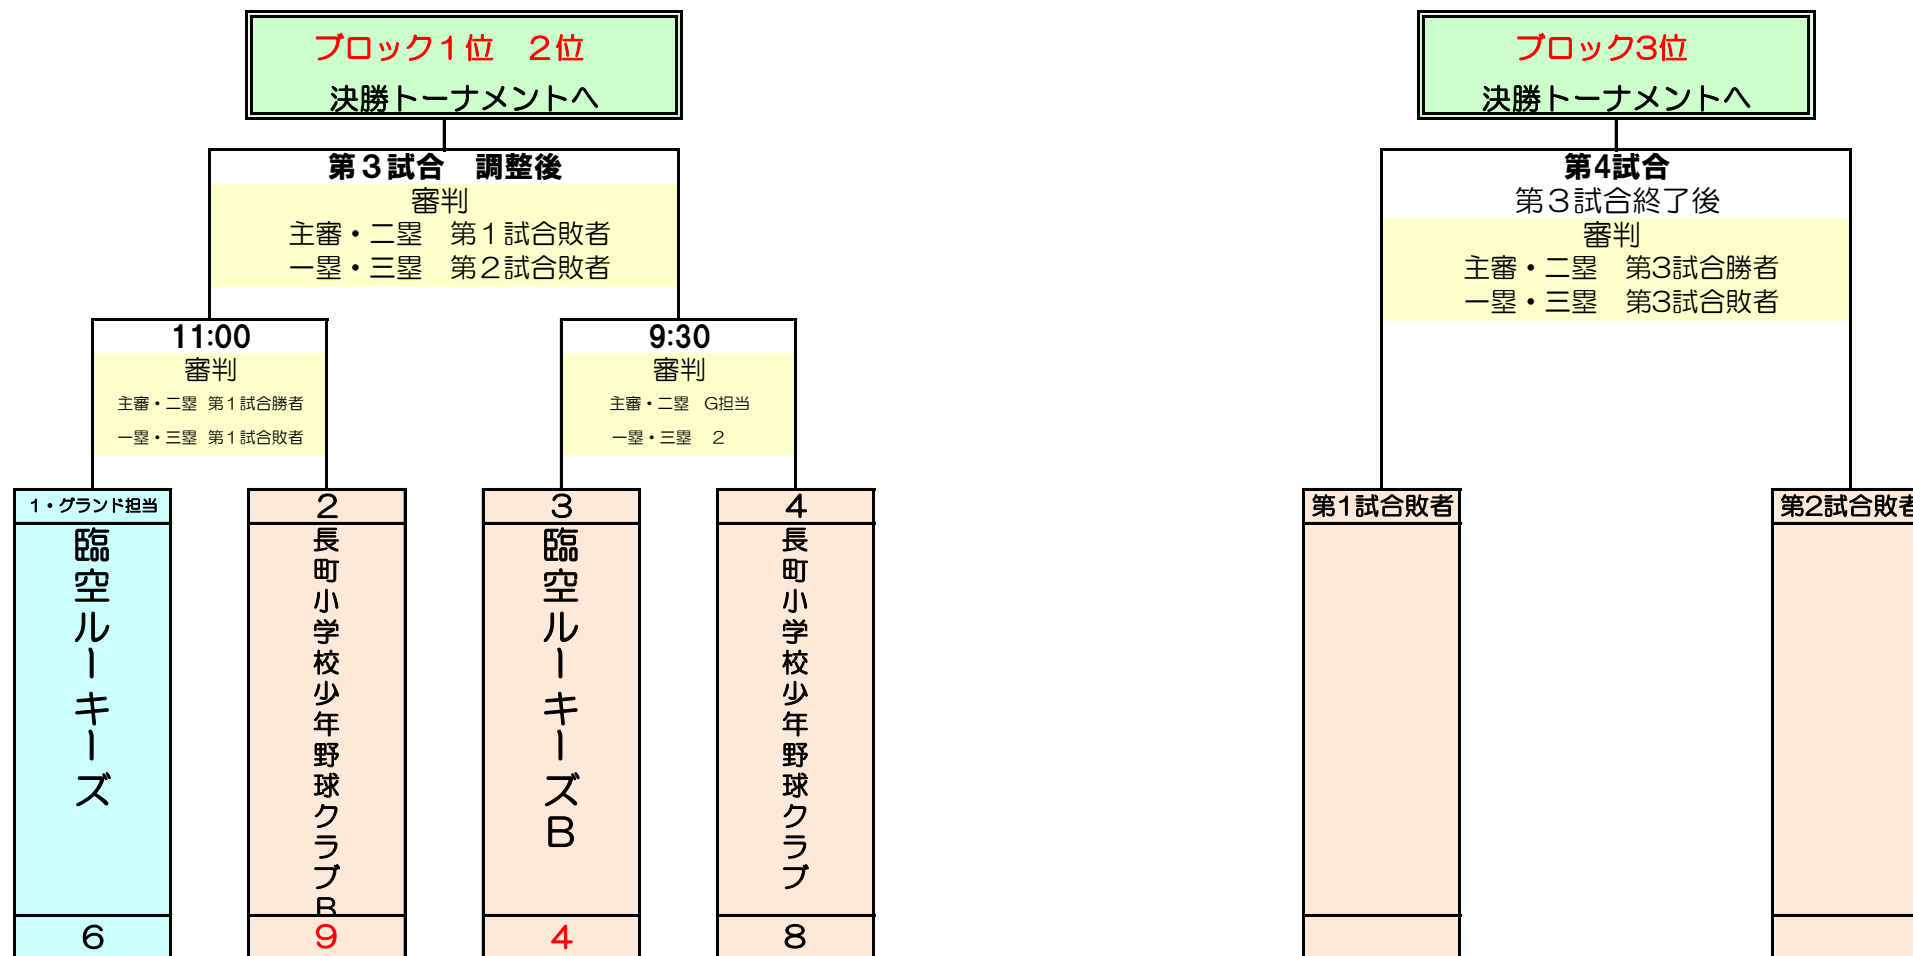 ブロック１位　２位
決勝トーナメントへ
第３試合　調整後
審判
主審・二塁　第１試合敗者
一塁・三塁　第２試合敗者
11:00
審判
主審・二塁 第１試合勝者
一塁・三塁 第１試合敗者
9:30
審判
主審・二塁　G担当
一塁・三塁　２
1・グランド担当
臨空ルーキーズ
6
2
長町小学校少年野球クラブB
9
3
臨空ルーキーズB
4
4
長町小学校少年野球クラブ
8
ブロック3位
決勝トーナメントへ
第4試合
第３試合終了後
審判
主審・二塁　第3試合勝者
一塁・三塁　第3試合敗者
第1試合敗者
第2試合敗者